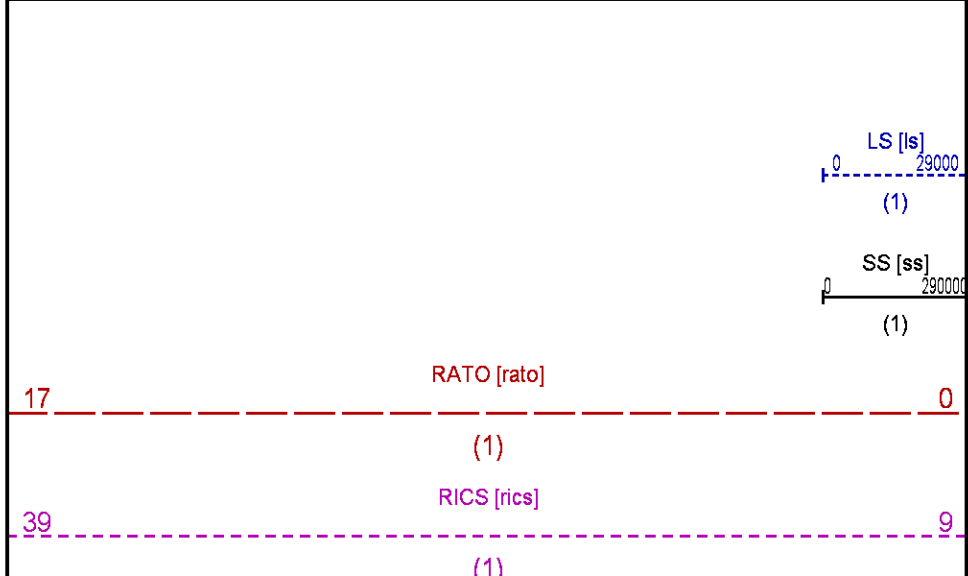 LS [ls]
0 29000
(1)
SS [ss]
0 290000
(1)
RATO [rato]
17 0
(1)
RICS [rics]
39 9
(1)